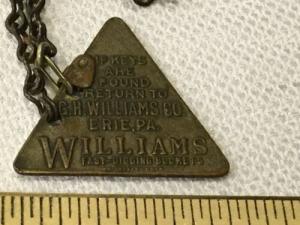 IF KEYS
ARE
FOUND
RETURN TO
G.H. WILLIAMS CO.
ERIE, PA.
WILLIAMS
FAST-DIGGING BUCKETS